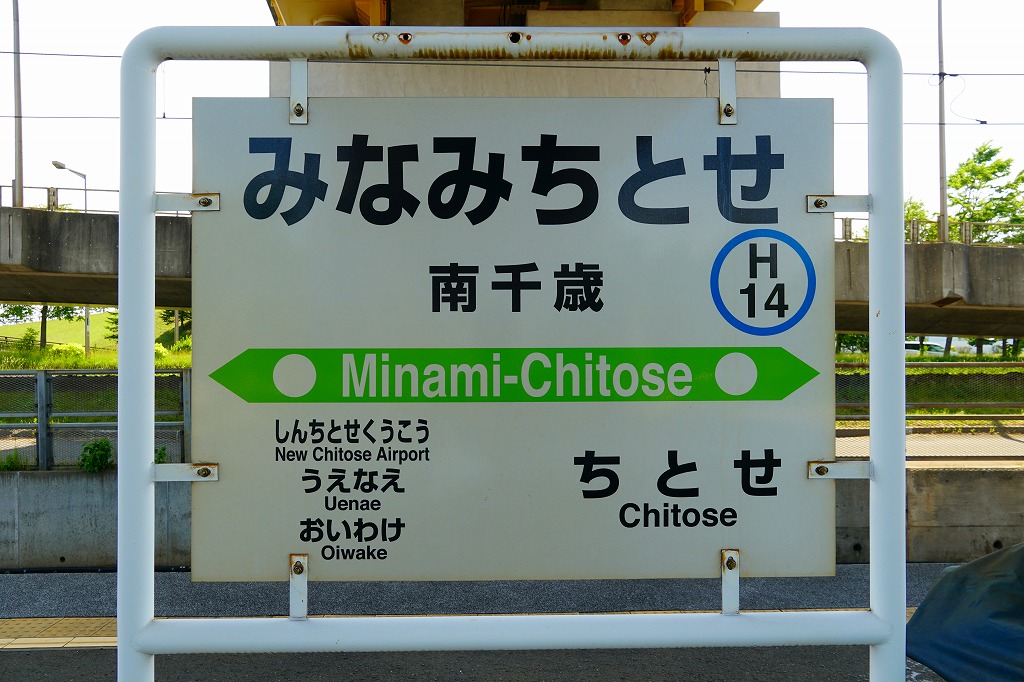 みなみちとせ
南千歳
H
14
Minami-Chitose
しんちとせくうこう
New Chitose Airport
うえなえ
Uenae
おいわけ
Oiwake
ちとせ
Chitose